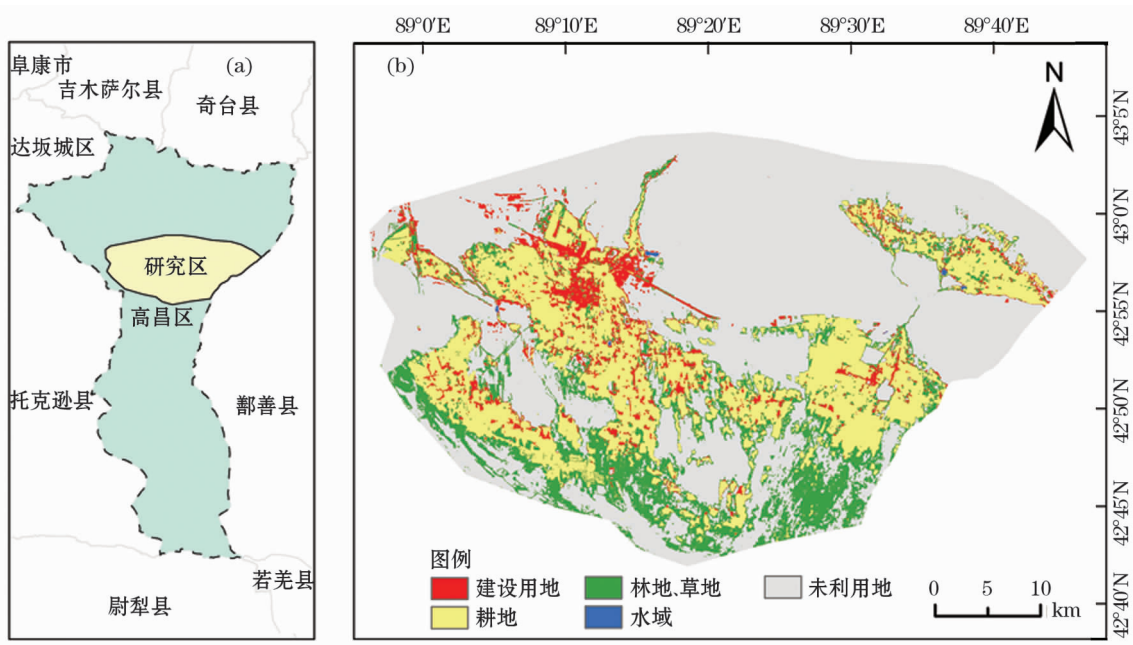 (a)
阜康市
吉木萨尔县
奇台县
达坂城区
研究区
高昌区
托克逊县
鄯善县
若羌县
尉犁县
89°0′E 89°10′E 89°20′E 89°30′E 89°40′E
(b)
N
43°5′N
43°0′N
42°55′N
42°50′N
42°45′N
42°40′N
图例
建设用地 林地、草地 未利用地
耕地 水域
0 5 10
km